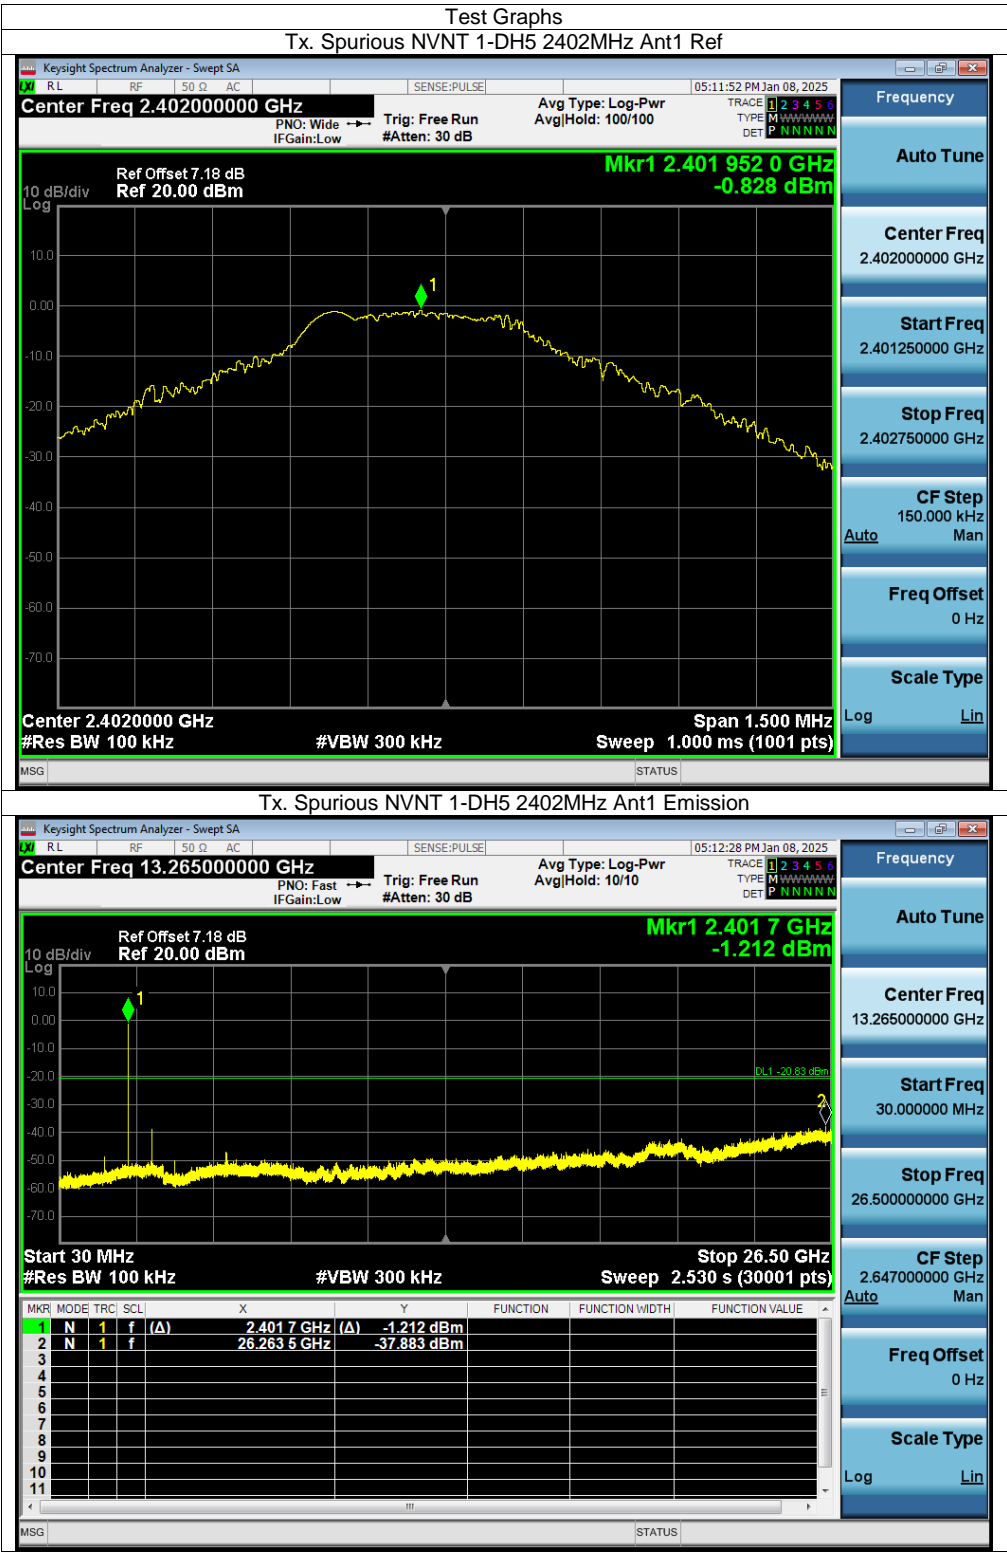 Test Graphs
Tx. Spurious NVNT 1-DH5 2402MHz Ant1 Ref
Keysight Spectrum Analyzer - Swept SA
LXI RL RF 50 Ω AC SENSE:PULSE 05:11:52 PM Jan 08, 2025
Center Freq 2.402000000 GHz Avg Type: Log-Pwr TRACE 1 2 3 4 5 6
PNO: Wide Trig: Free Run Avg|Hold: 100/100 TYPE M WWWWW
IFGain:Low #Atten: 30 dB DET P N N N N N
Frequency
Auto Tune
Mkr1 2.401 952 0 GHz
-0.828 dBm
Ref Offset 7.18 dB
10 dB/div Ref 20.00 dBm
Log
10.0
0.00
-10.0
-20.0
-30.0
-40.0
-50.0
-60.0
-70.0
1
Center Freq
2.402000000 GHz
Start Freq
2.401250000 GHz
Stop Freq
2.402750000 GHz
CF Step
150.000 kHz
Auto Man
Freq Offset
0 Hz
Scale Type
Log Lin
Center 2.4020000 GHz Span 1.500 MHz
#Res BW 100 kHz #VBW 300 kHz Sweep 1.000 ms (1001 pts)
MSG STATUS
Tx. Spurious NVNT 1-DH5 2402MHz Ant1 Emission
Keysight Spectrum Analyzer - Swept SA
LXI RL RF 50 Ω AC SENSE:PULSE 05:12:28 PM Jan 08, 2025
Center Freq 13.265000000 GHz Avg Type: Log-Pwr TRACE 1 2 3 4 5 6
PNO: Fast Trig: Free Run Avg|Hold: 10/10 TYPE M WWWWW
IFGain:Low #Atten: 30 dB DET P N N N N N
Frequency
Auto Tune
Mkr1 2.401 7 GHz
-1.212 dBm
Ref Offset 7.18 dB
10 dB/div Ref 20.00 dBm
Log
10.0
0.00
-10.0
-20.0
-30.0
-40.0
-50.0
-60.0
-70.0
1
DL1 -20.83 dBm
2
Center Freq
13.265000000 GHz
Start Freq
30.000000 MHz
Stop Freq
26.500000000 GHz
CF Step
2.647000000 GHz
Auto Man
Freq Offset
0 Hz
Scale Type
Log Lin
Start 30 MHz Stop 26.50 GHz
#Res BW 100 kHz #VBW 300 kHz Sweep 2.530 s (30001 pts)
MKR MODE TRC SCL X Y FUNCTION FUNCTION WIDTH FUNCTION VALUE
1 N 1 f (Δ) 2.401 7 GHz (Δ) -1.212 dBm
2 N 1 f 26.263 5 GHz -37.883 dBm
3
4
5
6
7
8
9
10
11
MSG STATUS